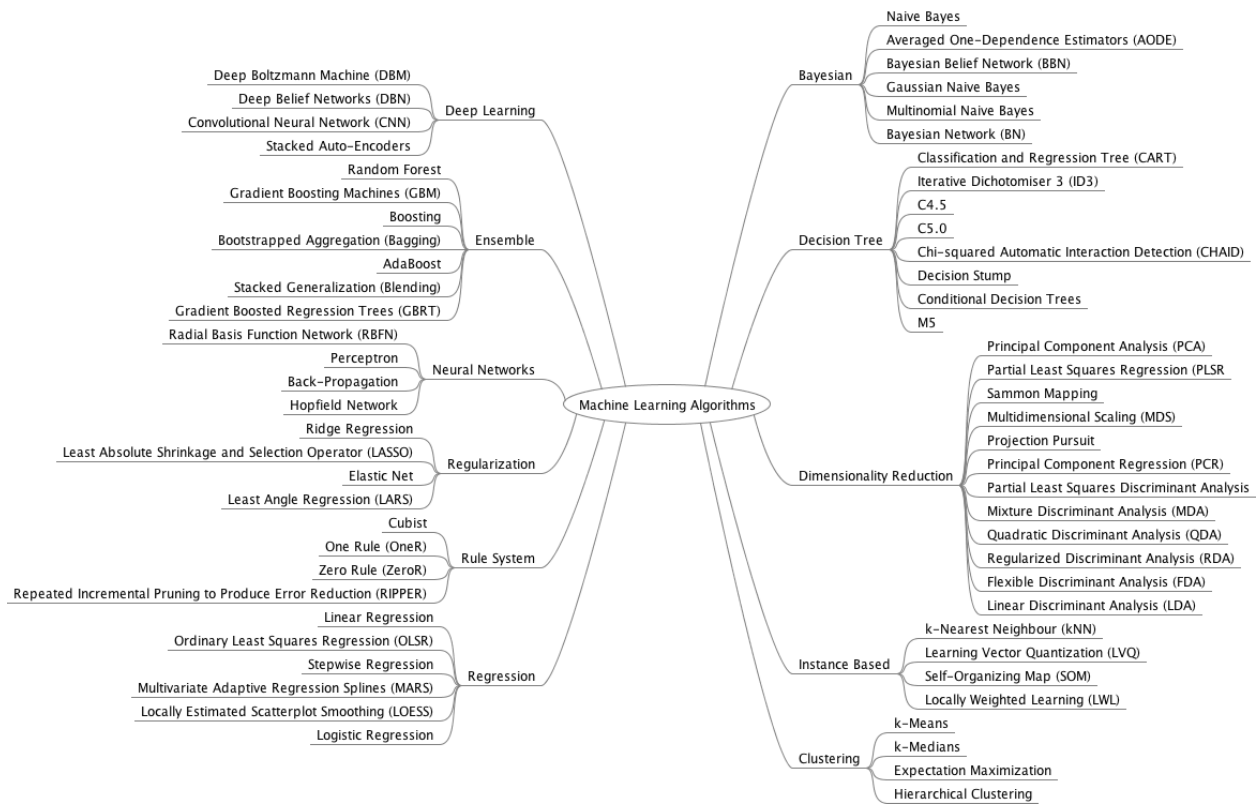 Machine Learning Algorithms
Deep Learning
Deep Boltzmann Machine (DBM)
Deep Belief Networks (DBN)
Convolutional Neural Network (CNN)
Stacked Auto-Encoders
Ensemble
Random Forest
Gradient Boosting Machines (GBM)
Boosting
Bootstrapped Aggregation (Bagging)
AdaBoost
Stacked Generalization (Blending)
Gradient Boosted Regression Trees (GBRT)
Neural Networks
Radial Basis Function Network (RBFN)
Perceptron
Back-Propagation
Hopfield Network
Regularization
Ridge Regression
Least Absolute Shrinkage and Selection Operator (LASSO)
Elastic Net
Least Angle Regression (LARS)
Rule System
Cubist
One Rule (OneR)
Zero Rule (ZeroR)
Repeated Incremental Pruning to Produce Error Reduction (RIPPER)
Regression
Linear Regression
Ordinary Least Squares Regression (OLSR)
Stepwise Regression
Multivariate Adaptive Regression Splines (MARS)
Locally Estimated Scatterplot Smoothing (LOESS)
Logistic Regression
Bayesian
Naive Bayes
Averaged One-Dependence Estimators (AODE)
Bayesian Belief Network (BBN)
Gaussian Naive Bayes
Multinomial Naive Bayes
Bayesian Network (BN)
Decision Tree
Classification and Regression Tree (CART)
Iterative Dichotomiser 3 (ID3)
C4.5
C5.0
Chi-squared Automatic Interaction Detection (CHAID)
Decision Stump
Conditional Decision Trees
M5
Dimensionality Reduction
Principal Component Analysis (PCA)
Partial Least Squares Regression (PLSR
Sammon Mapping
Multidimensional Scaling (MDS)
Projection Pursuit
Principal Component Regression (PCR)
Partial Least Squares Discriminant Analysis
Mixture Discriminant Analysis (MDA)
Quadratic Discriminant Analysis (QDA)
Regularized Discriminant Analysis (RDA)
Flexible Discriminant Analysis (FDA)
Linear Discriminant Analysis (LDA)
Instance Based
k-Nearest Neighbour (kNN)
Learning Vector Quantization (LVQ)
Self-Organizing Map (SOM)
Locally Weighted Learning (LWL)
Clustering
k-Means
k-Medians
Expectation Maximization
Hierarchical Clustering